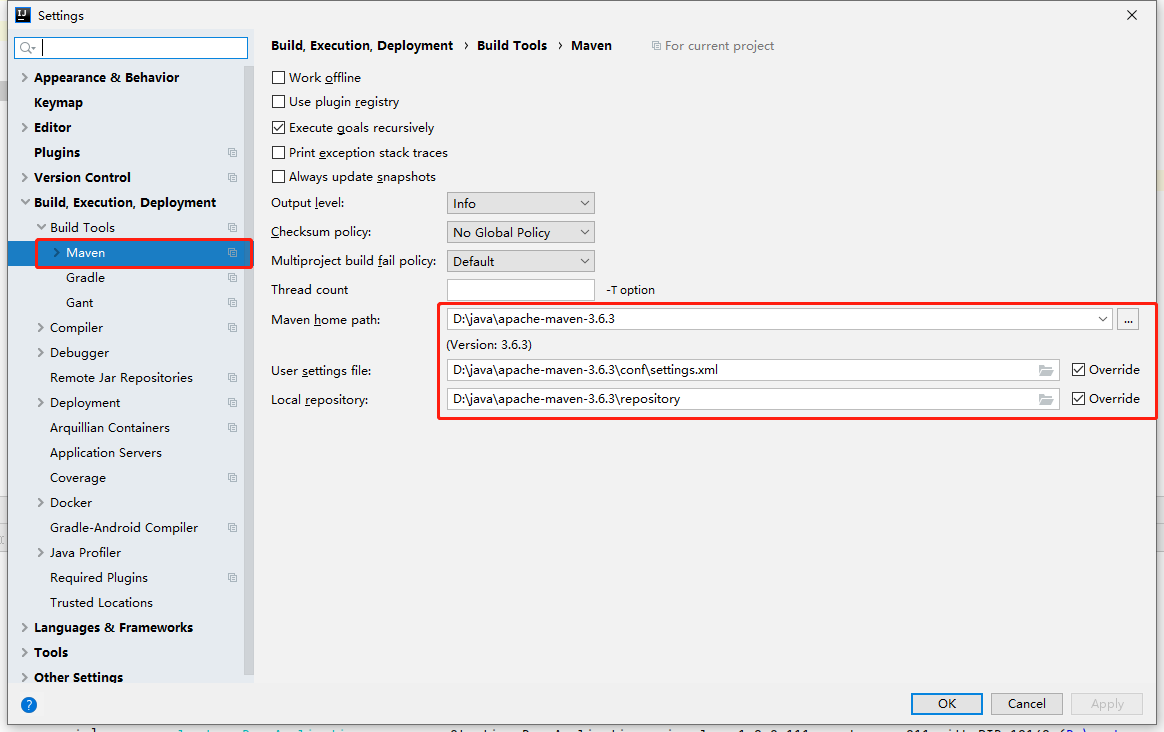 Settings
Build, Execution, Deployment › Build Tools › Maven For current project
Appearance & Behavior
Keymap
Editor
Plugins
Version Control
Build, Execution, Deployment
Build Tools
Maven
Gradle
Gant
Compiler
Debugger
Remote Jar Repositories
Deployment
Arquillian Containers
Application Servers
Coverage
Docker
Gradle-Android Compiler
Java Profiler
Required Plugins
Trusted Locations
Languages & Frameworks
Tools
Other Settings
Work offline
Use plugin registry
Execute goals recursively
Print exception stack traces
Always update snapshots
Output level: Info
Checksum policy: No Global Policy
Multiproject build fail policy: Default
Thread count -T option
Maven home path: D:\java\apache-maven-3.6.3 ...
(Version: 3.6.3)
User settings file: D:\java\apache-maven-3.6.3\conf\settings.xml Override
Local repository: D:\java\apache-maven-3.6.3\repository Override
? OK Cancel Apply